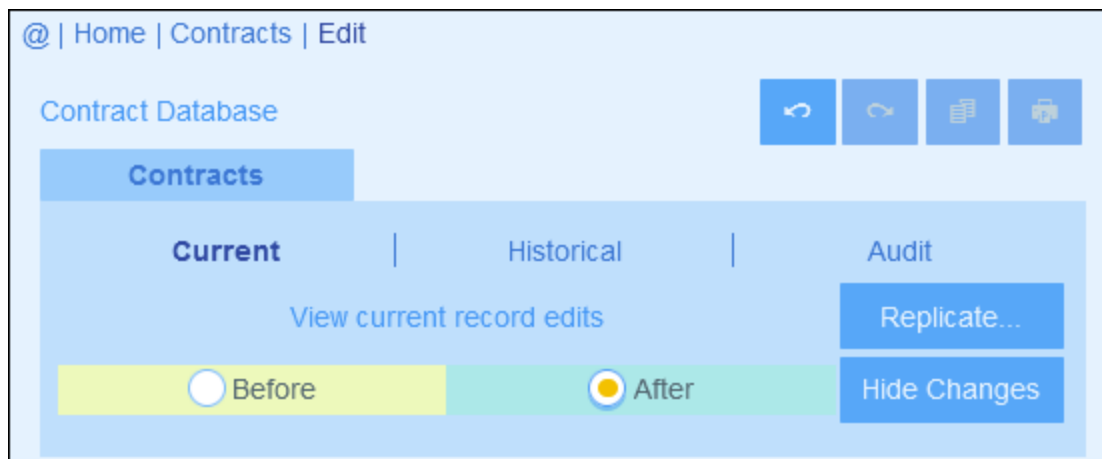 @ | Home | Contracts | Edit
Contract Database
Contracts
Current | Historical | Audit
View current record edits
Replicate...
Before
After
Hide Changes